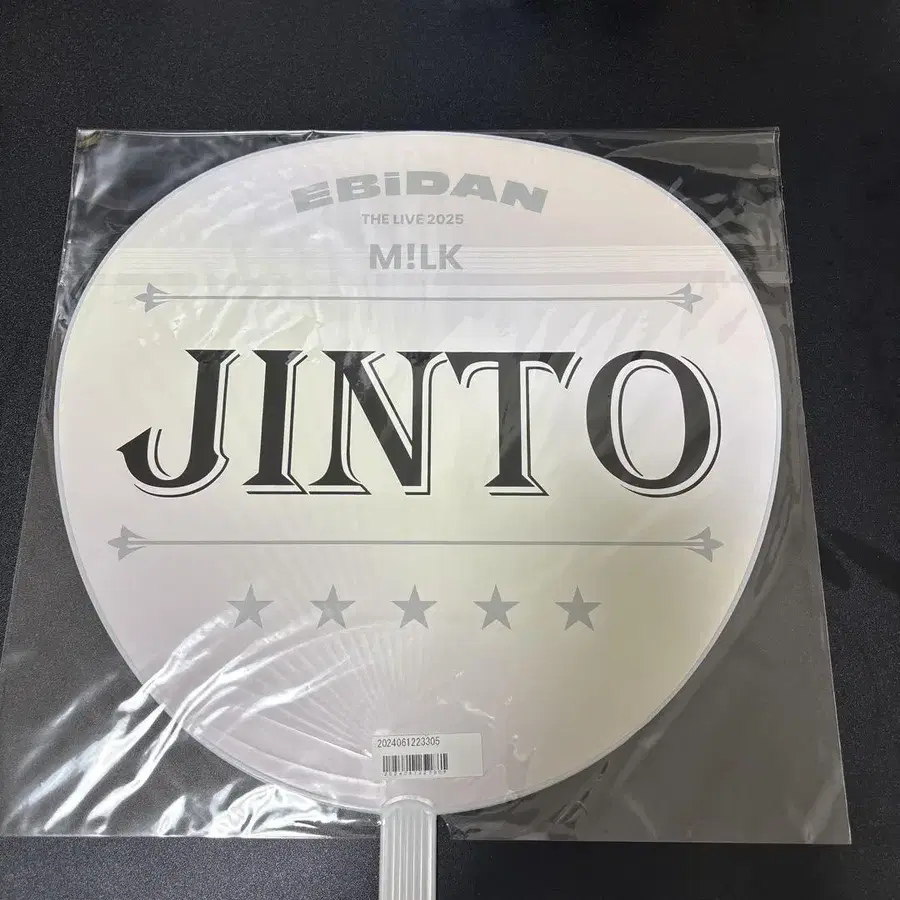 EBiDAN
THE LIVE 2025
M!LK
JINTO
2024061223305